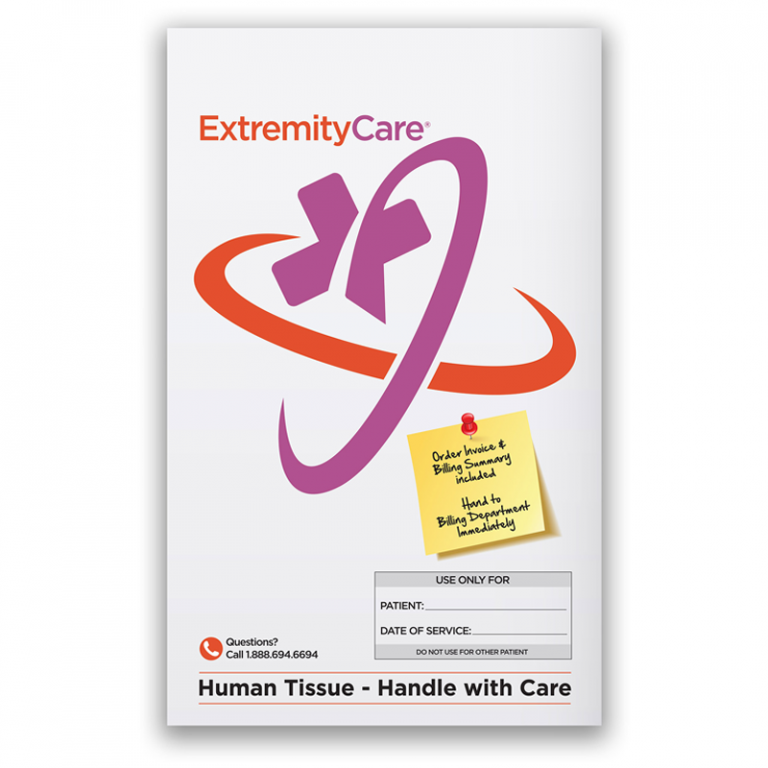 ExtremityCare®
Order Invoice &
Billing Summary
included
Hand to
Billing Department
Immediately
USE ONLY FOR
PATIENT:
DATE OF SERVICE:
DO NOT USE FOR OTHER PATIENT
Questions?
Call 1.888.694.6694
Human Tissue - Handle with Care